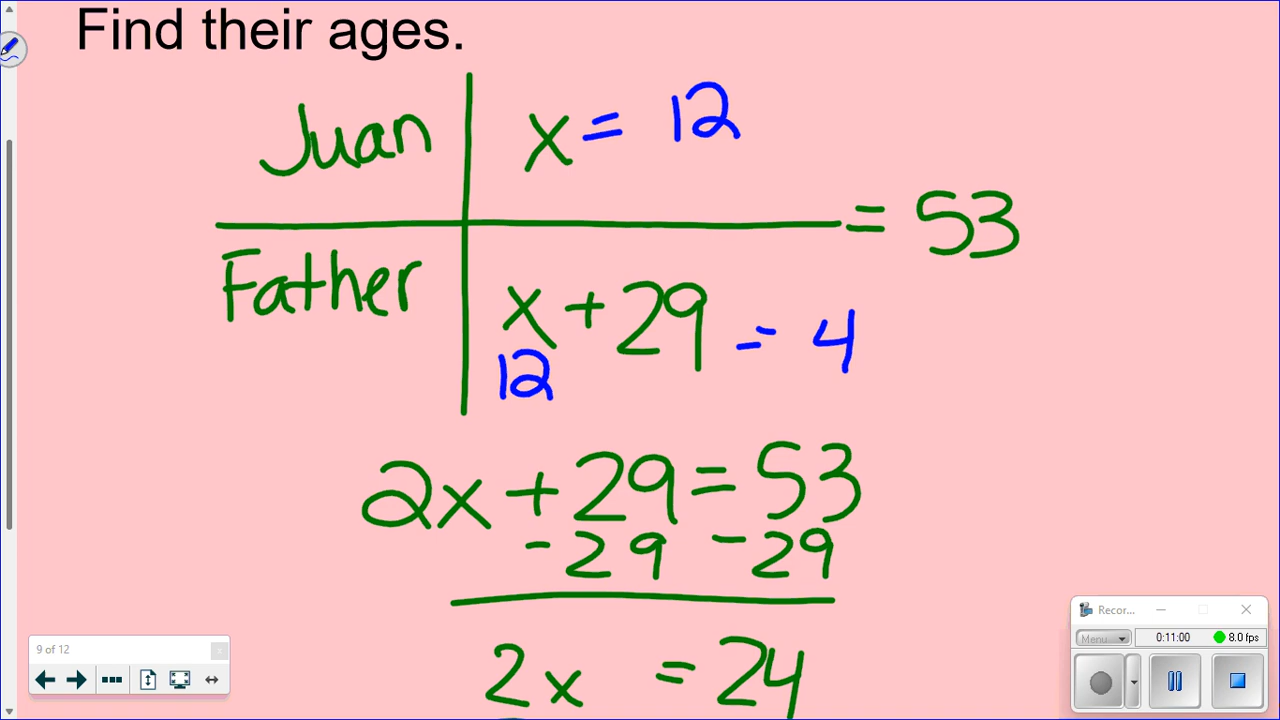 Find their ages.
Juan x = 12
= 53
Father x + 29 = 4
12
2x + 29 = 53
- 29 - 29
2x = 24
9 of 12
x
Recor...
Menu
0:11:00
8.0 fps